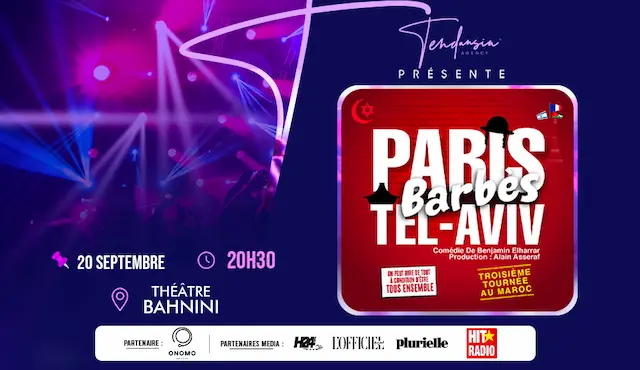 Tendansia
AGENCY
PRÉSENTE
PARIS
Barbès
TEL-AVIV
Comédie De Benjamin Elharrar
Production : Alain Asseraf
ON PEUT RIRE DE TOUT
À CONDITION D'ÊTRE
TOUS ENSEMBLE
TROISIÈME
TOURNÉE
AU MAROC
20 SEPTEMBRE
20H30
THÉÂTRE
BAHNINI
PARTENAIRE :
ONOMO
PARTENAIRES MEDIA :
H24
L'OFFICIEL
plurielle
HIT
RADIO